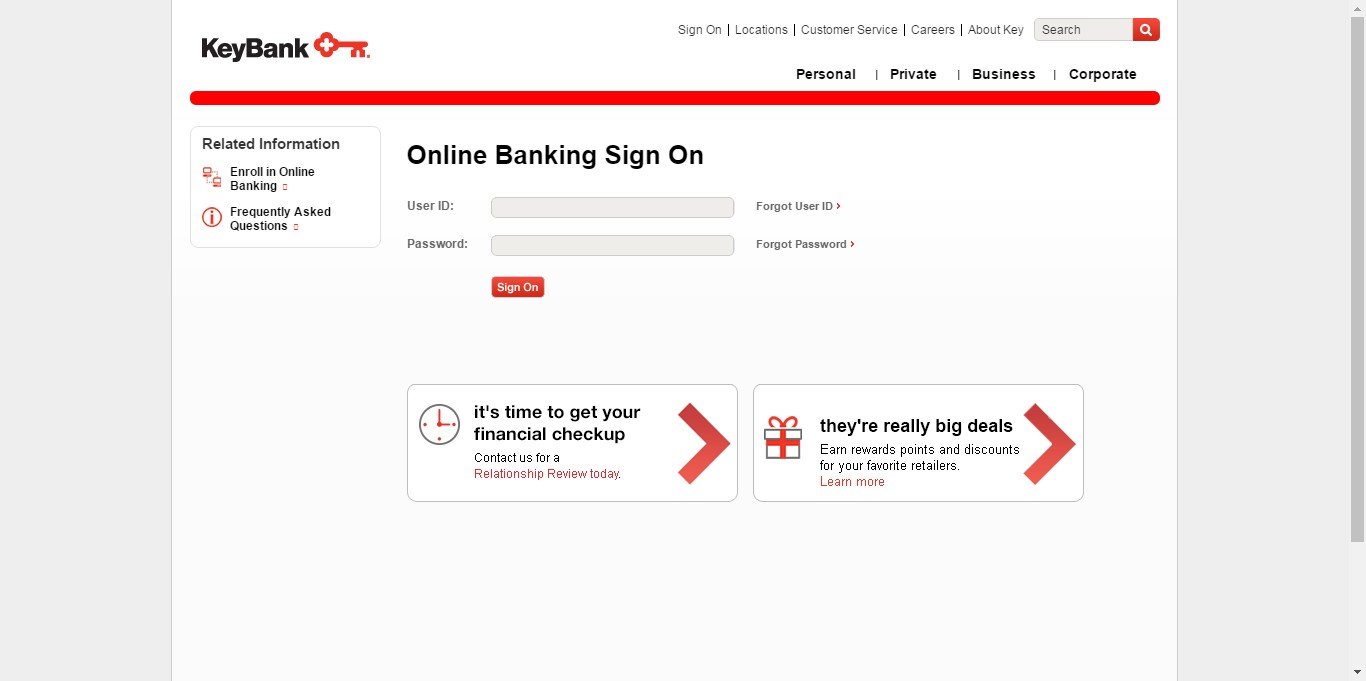 Sign On | Locations | Customer Service | Careers | About Key
Search
KeyBank
Personal | Private | Business | Corporate
Related Information
Enroll in Online
Banking
Frequently Asked
Questions
Online Banking Sign On
User ID:
Forgot User ID ›
Password:
Forgot Password ›
Sign On
it's time to get your
financial checkup
Contact us for a
Relationship Review today.
they're really big deals
Earn rewards points and discounts
for your favorite retailers.
Learn more